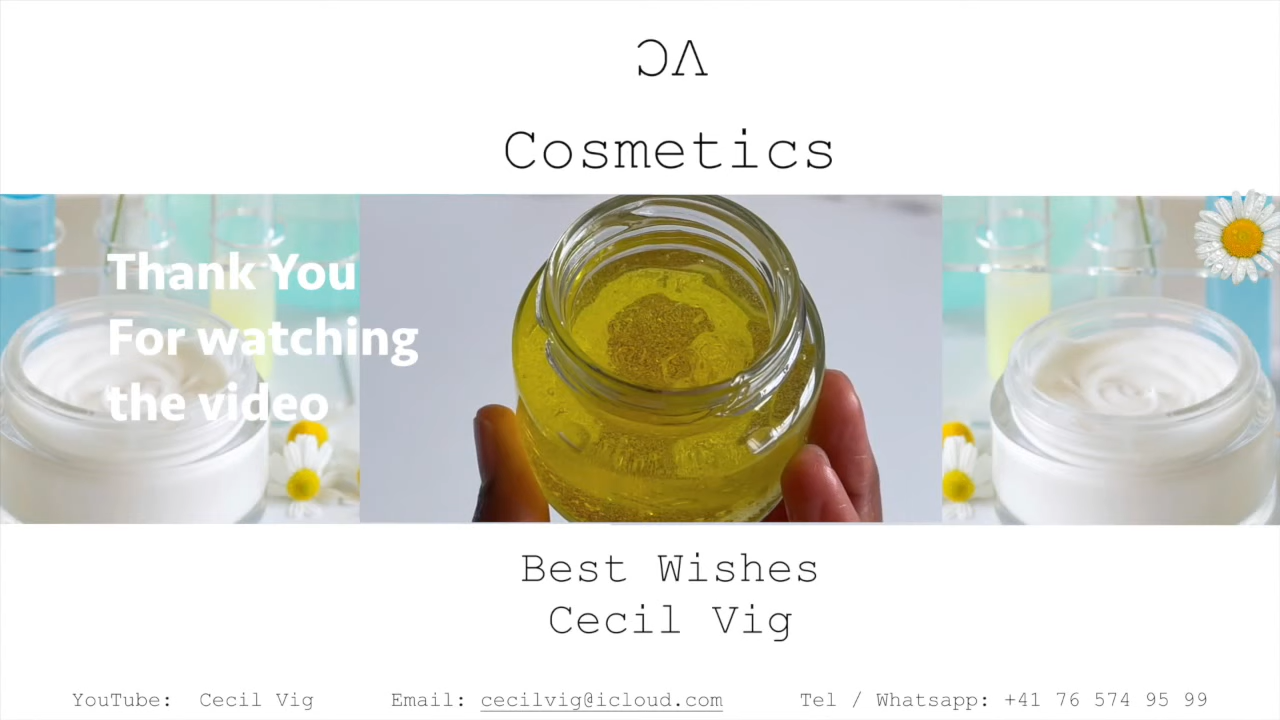 ƆΛ
Cosmetics
Thank You
For watching
the video
Best Wishes
Cecil Vig
YouTube: Cecil Vig Email: cecilvig@icloud.com Tel / Whatsapp: +41 76 574 95 99